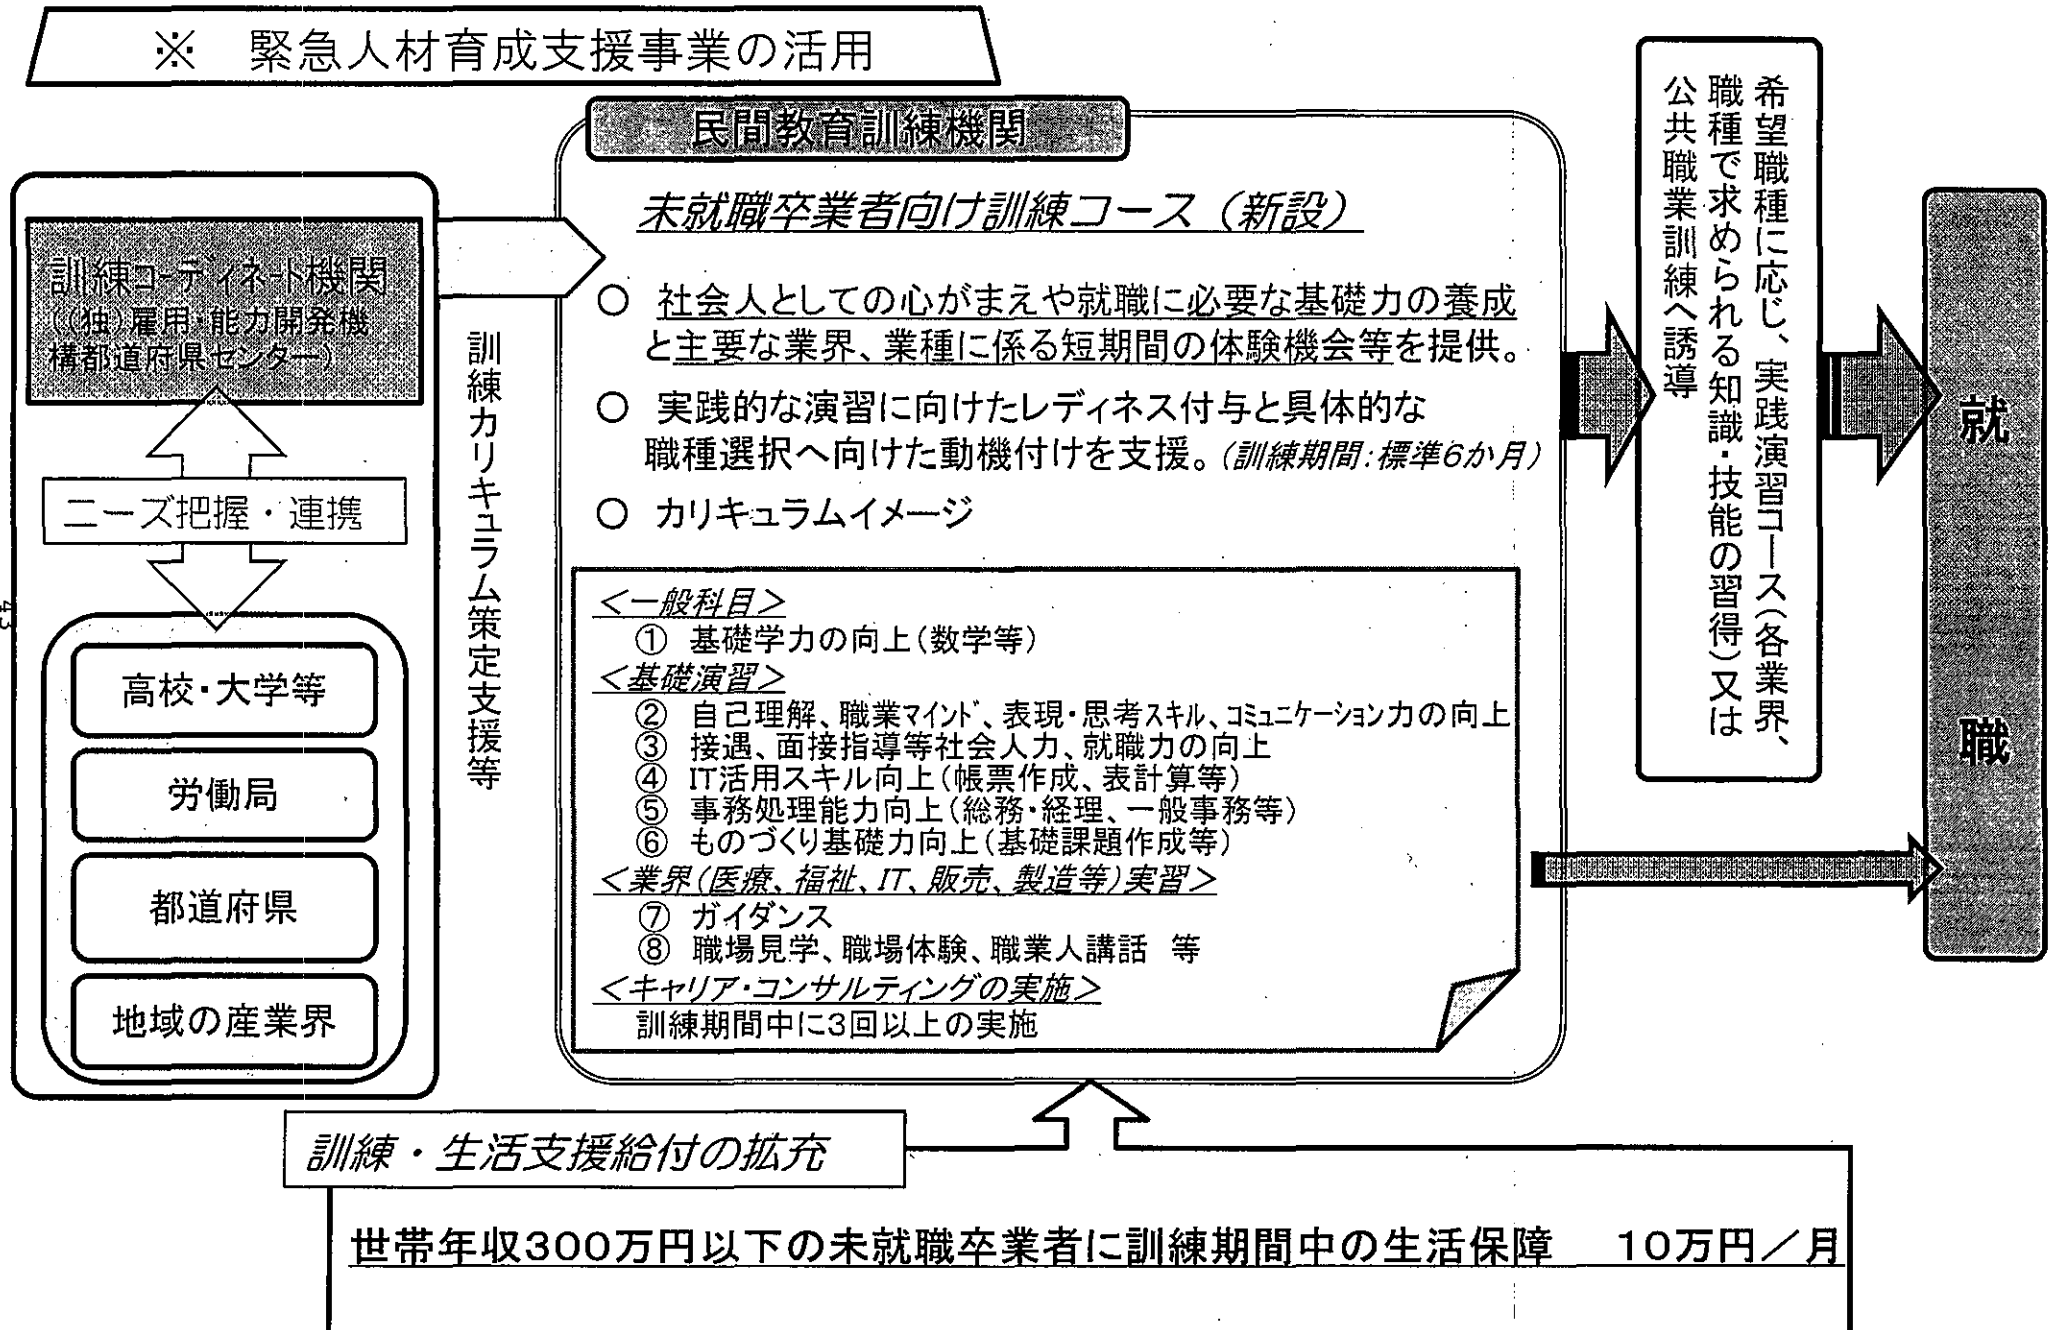 ※ 緊急人材育成支援事業の活用
訓練コーディネート機関
((独)雇用・能力開発機
構都道府県センター)
ニーズ把握・連携
高校・大学等
労働局
都道府県
地域の産業界
43
訓練カリキュラム策定支援等
民間教育訓練機関
未就職卒業者向け訓練コース(新設)
○ 社会人としての心がまえや就職に必要な基礎力の養成
と主要な業界、業種に係る短期間の体験機会等を提供。
○ 実践的な演習に向けたレディネス付与と具体的な
職種選択へ向けた動機付けを支援。(訓練期間:標準6か月)
○ カリキュラムイメージ
<一般科目>
① 基礎学力の向上(数学等)
<基礎演習>
② 自己理解、職業マインド、表現・思考スキル、コミュニケーション力の向上
③ 接遇、面接指導等社会人力、就職力の向上
④ IT活用スキル向上(帳票作成、表計算等)
⑤ 事務処理能力向上(総務・経理、一般事務等)
⑥ ものづくり基礎力向上(基礎課題作成等)
<業界(医療、福祉、IT、販売、製造等)実習>
⑦ ガイダンス
⑧ 職場見学、職場体験、職業人講話 等
<キャリア・コンサルティングの実施>
訓練期間中に3回以上の実施
希望職種に応じ、実践演習コース(各業界、
職種で求められる知識・技能の習得)又は
公共職業訓練へ誘導
就職
訓練・生活支援給付の拡充
世帯年収300万円以下の未就職卒業者に訓練期間中の生活保障 10万円/月